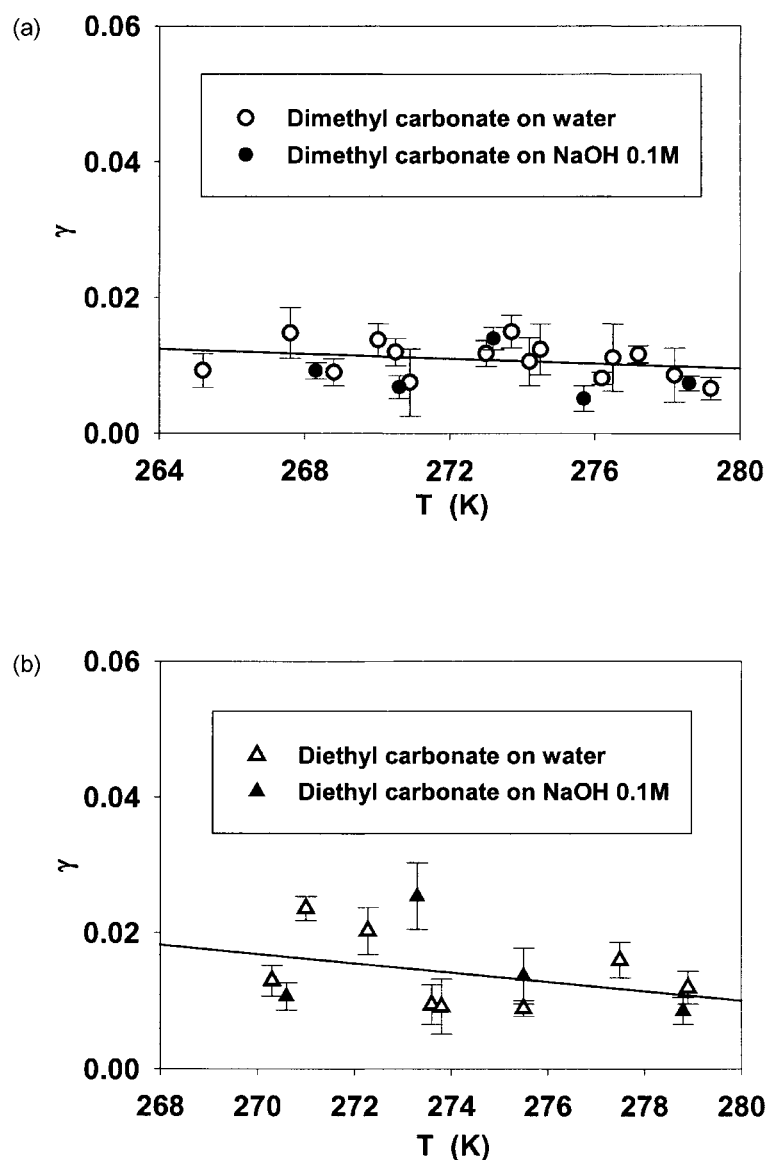 (a)
0.06
0.04
0.02
0.00
γ
Dimethyl carbonate on water
Dimethyl carbonate on NaOH 0.1M
264 268 272 276 280
T (K)
(b)
0.06
0.04
0.02
0.00
γ
Diethyl carbonate on water
Diethyl carbonate on NaOH 0.1M
268 270 272 274 276 278 280
T (K)